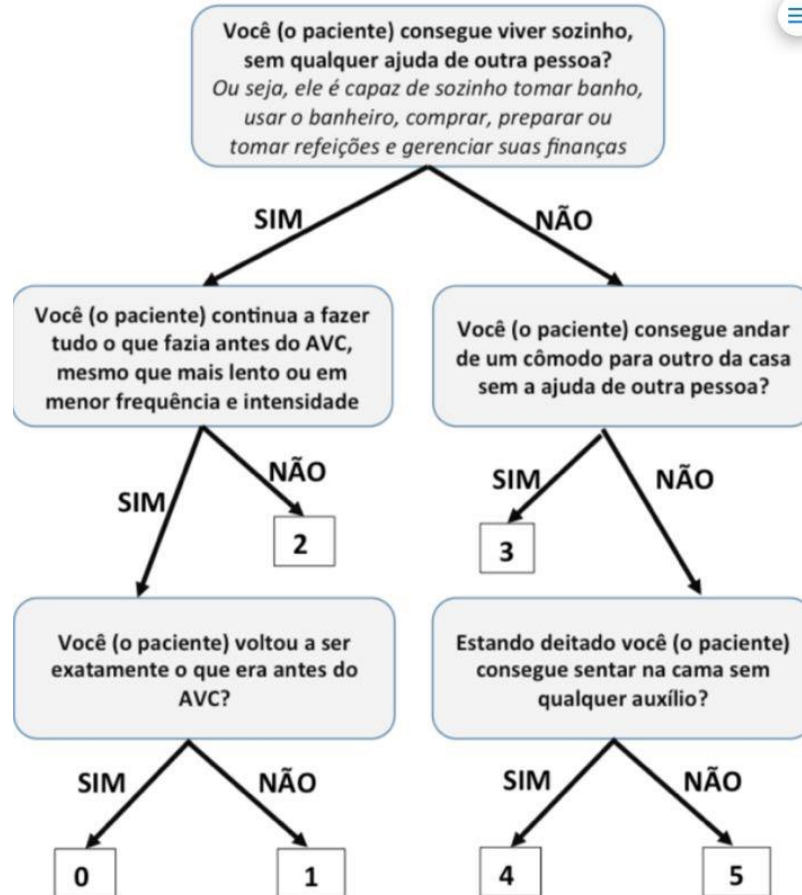 Você (o paciente) consegue viver sozinho,
sem qualquer ajuda de outra pessoa?
Ou seja, ele é capaz de sozinho tomar banho,
usar o banheiro, comprar, preparar ou
tomar refeições e gerenciar suas finanças
SIM
NÃO
Você (o paciente) continua a fazer
tudo o que fazia antes do AVC,
mesmo que mais lento ou em
menor frequência e intensidade
Você (o paciente) consegue andar
de um cômodo para outro da casa
sem a ajuda de outra pessoa?
SIM
NÃO
2
SIM
NÃO
3
Você (o paciente) voltou a ser
exatamente o que era antes do
AVC?
Estando deitado você (o paciente)
consegue sentar na cama sem
qualquer auxílio?
SIM
NÃO
SIM
NÃO
0
1
4
5